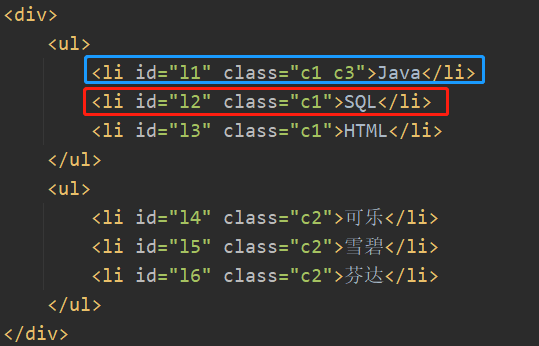 <div>
    <ul>
        <li id="l1" class="c1 c3">Java</li>
        <li id="l2" class="c1">SQL</li>
        <li id="l3" class="c1">HTML</li>
    </ul>
    <ul>
        <li id="l4" class="c2">可乐</li>
        <li id="l5" class="c2">雪碧</li>
        <li id="l6" class="c2">芬达</li>
    </ul>
</div>